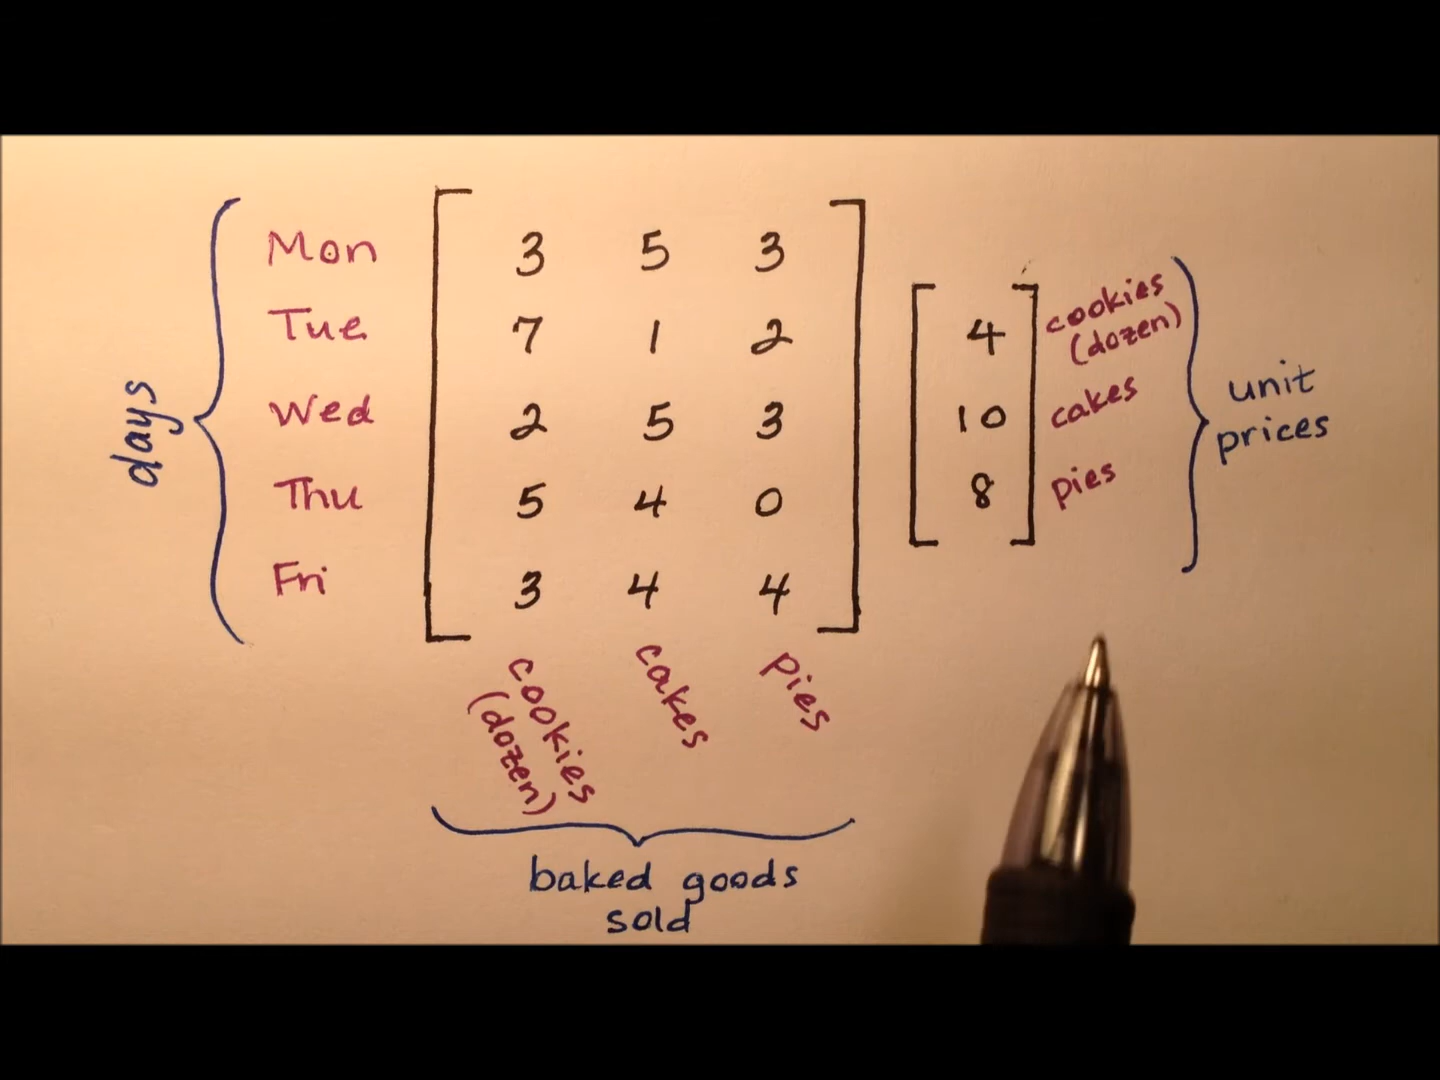 Mon 3 5 3
Tue 7 1 2
Wed 2 5 3
Thu 5 4 0
Fri 3 4 4
days
cookies
(dozen)
cakes
pies
baked goods
sold
4 cookies
(dozen)
10 cakes
8 pies
unit
prices